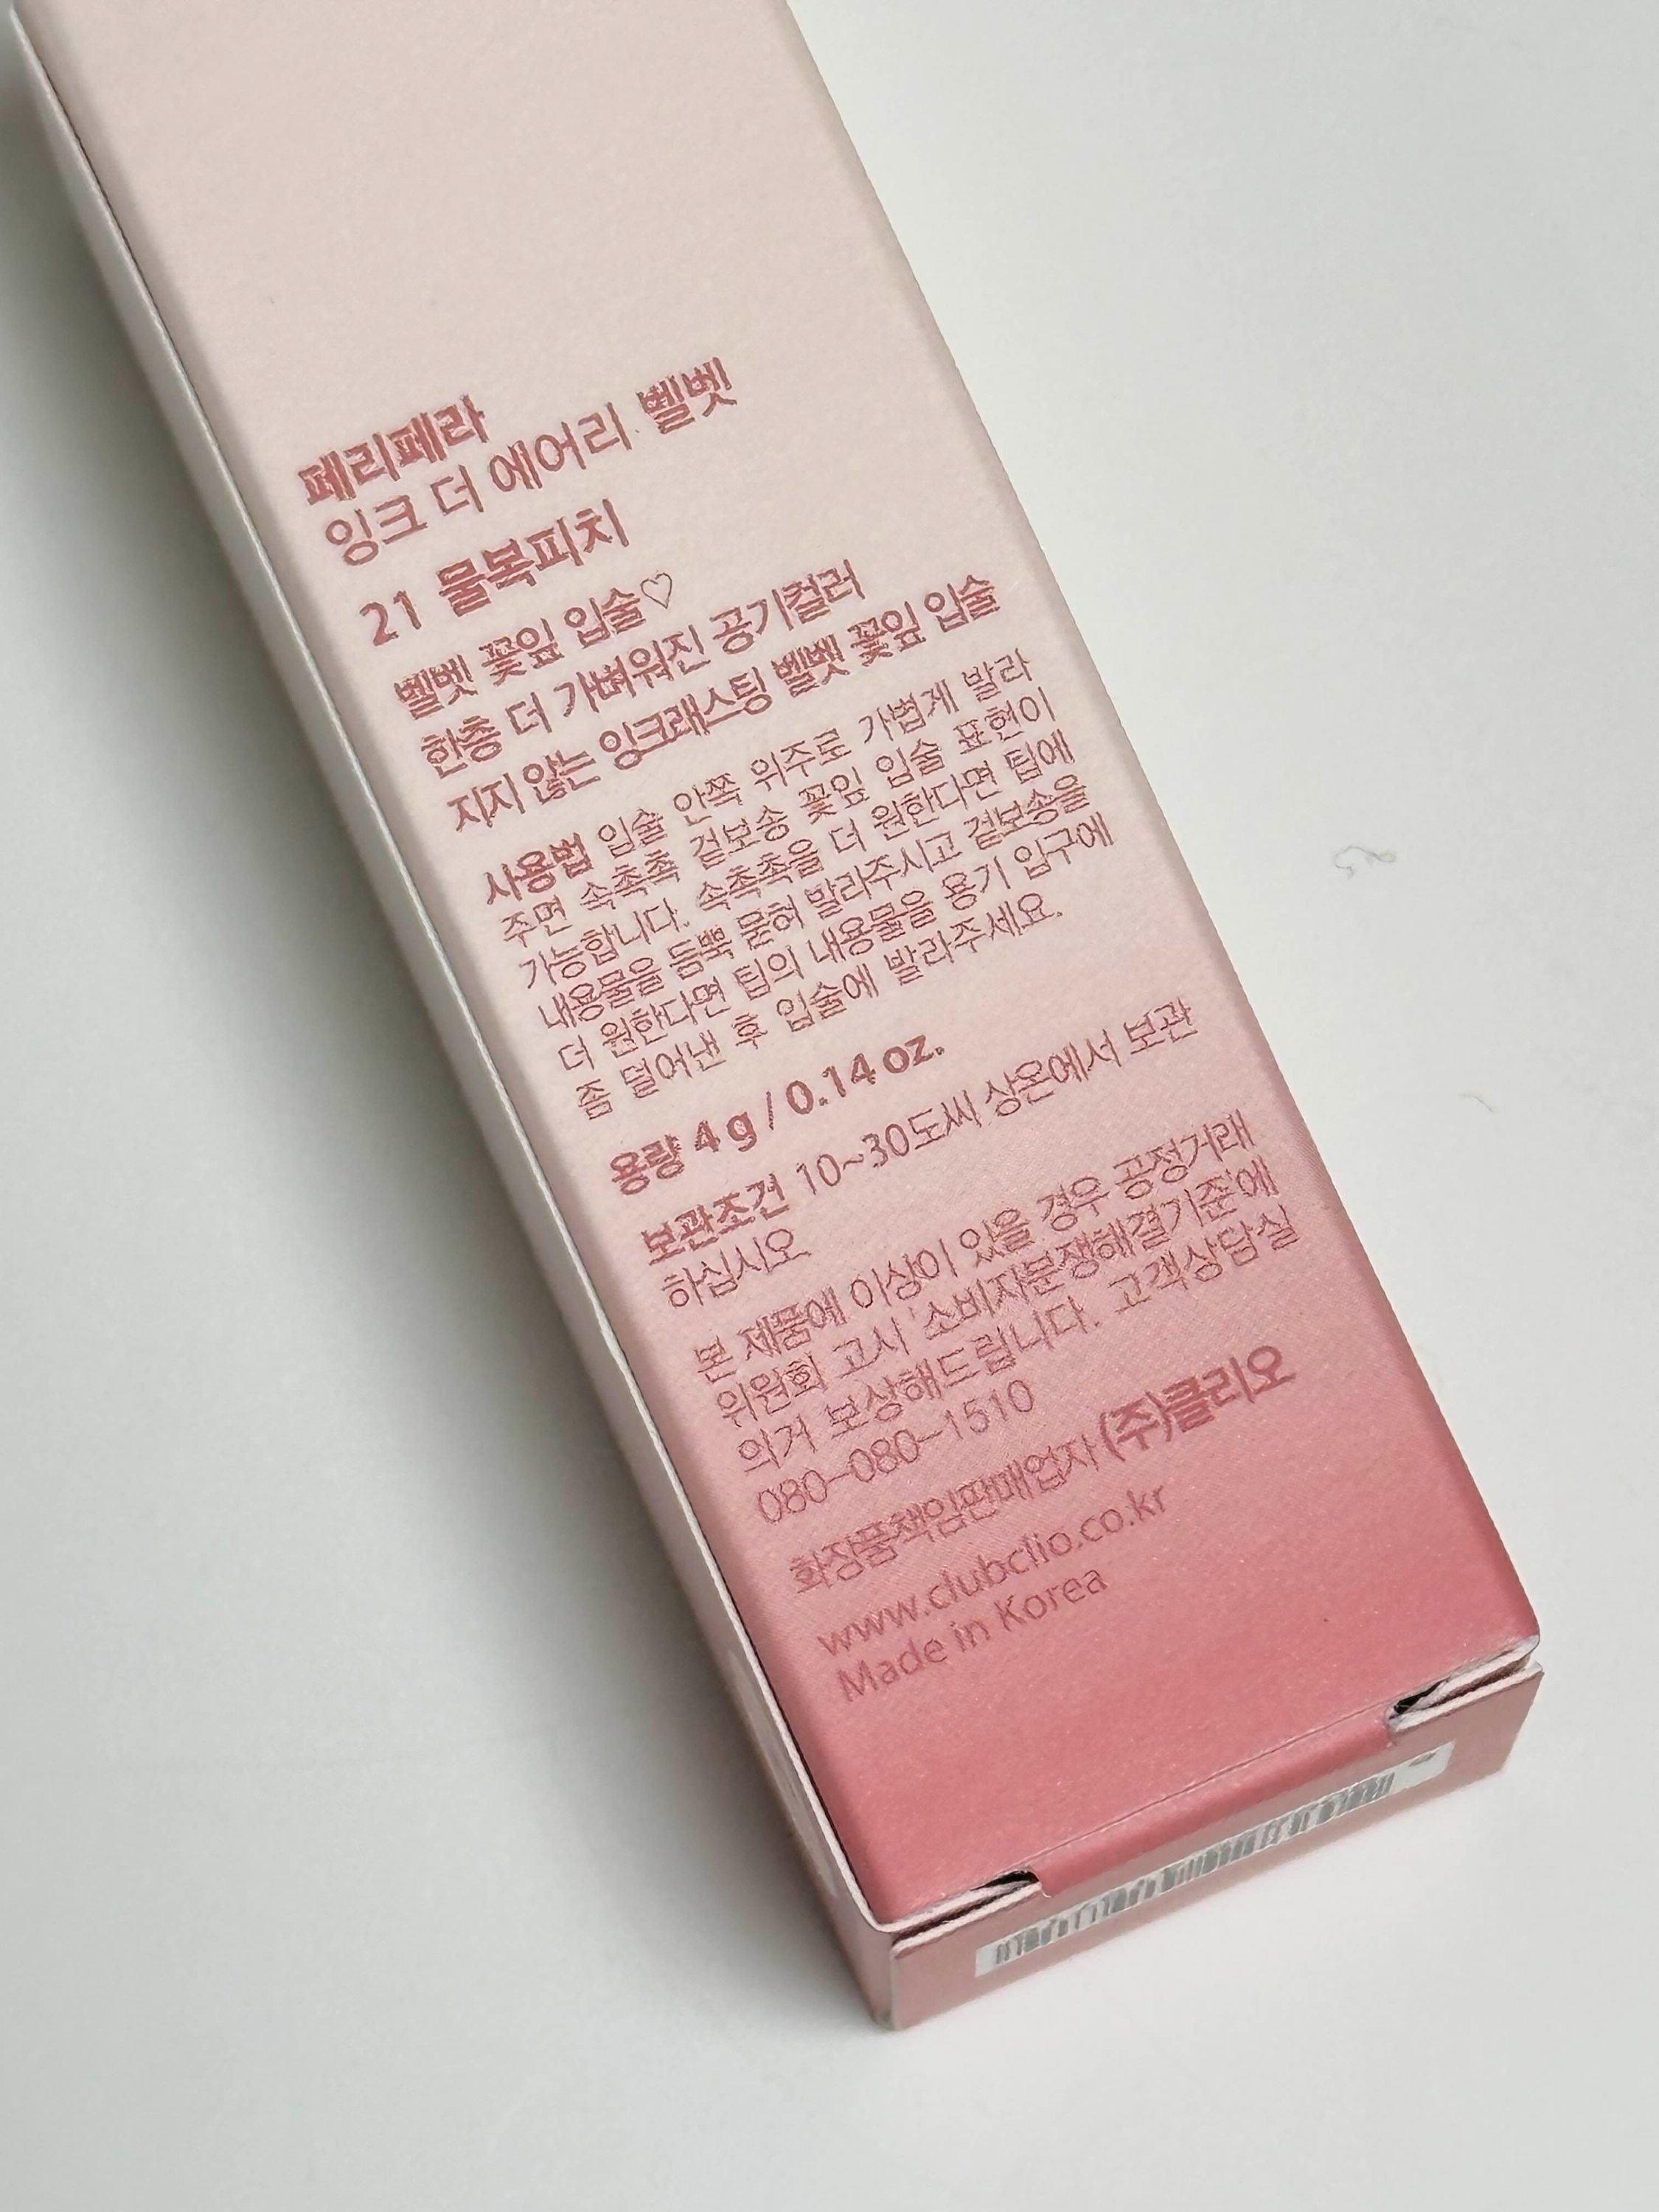 페리페라
잉크 더 에어리 벨벳
21 물복피치
벨벳 꽃잎 입술♡
한층 더 가벼워진 공기컬러
지지 않는 잉크래스팅 벨벳 꽃잎 입술
사용법 입술 안쪽 위주로 가볍게 발라
주면 속촉촉 겉보송 꽃잎 입술 표현이
가능합니다. 속촉촉을 더 원한다면 팁에
내용물을 듬뿍 묻혀 발라주시고 겉보송을
더 원한다면 팁의 내용물을 용기 입구에
좀 덜어낸 후 입술에 발라주세요.
용량 4 g / 0.14 oz.
보관조건 10~30도씨 상온에서 보관
하십시오
본 제품에 이상이 있을 경우 공정거래
위원회 고시 '소비자분쟁해결기준'에
의거 보상해드립니다. 고객상담실
080-080-1510
화장품책임판매업자 (주)클리오
www.clubclio.co.kr
Made in Korea